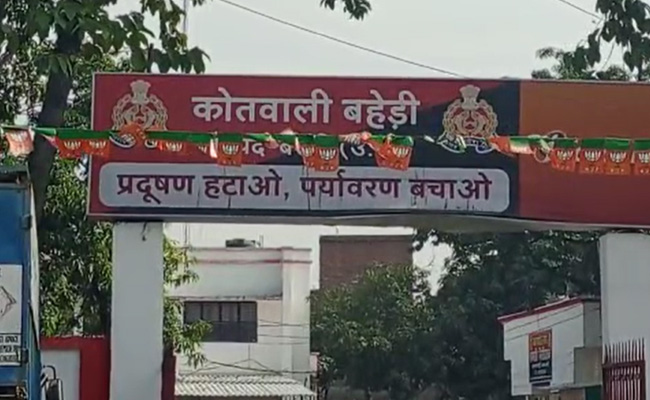 कोतवाली बहेड़ी
प्रदूषण हटाओ, पर्यावरण बचाओ